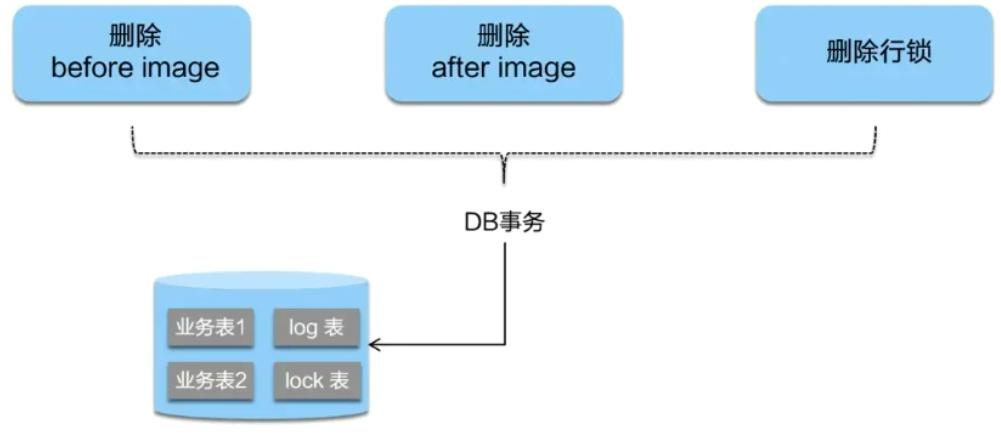 删除
before image
删除
after image
删除行锁
DB事务
业务表1
log 表
业务表2
lock 表